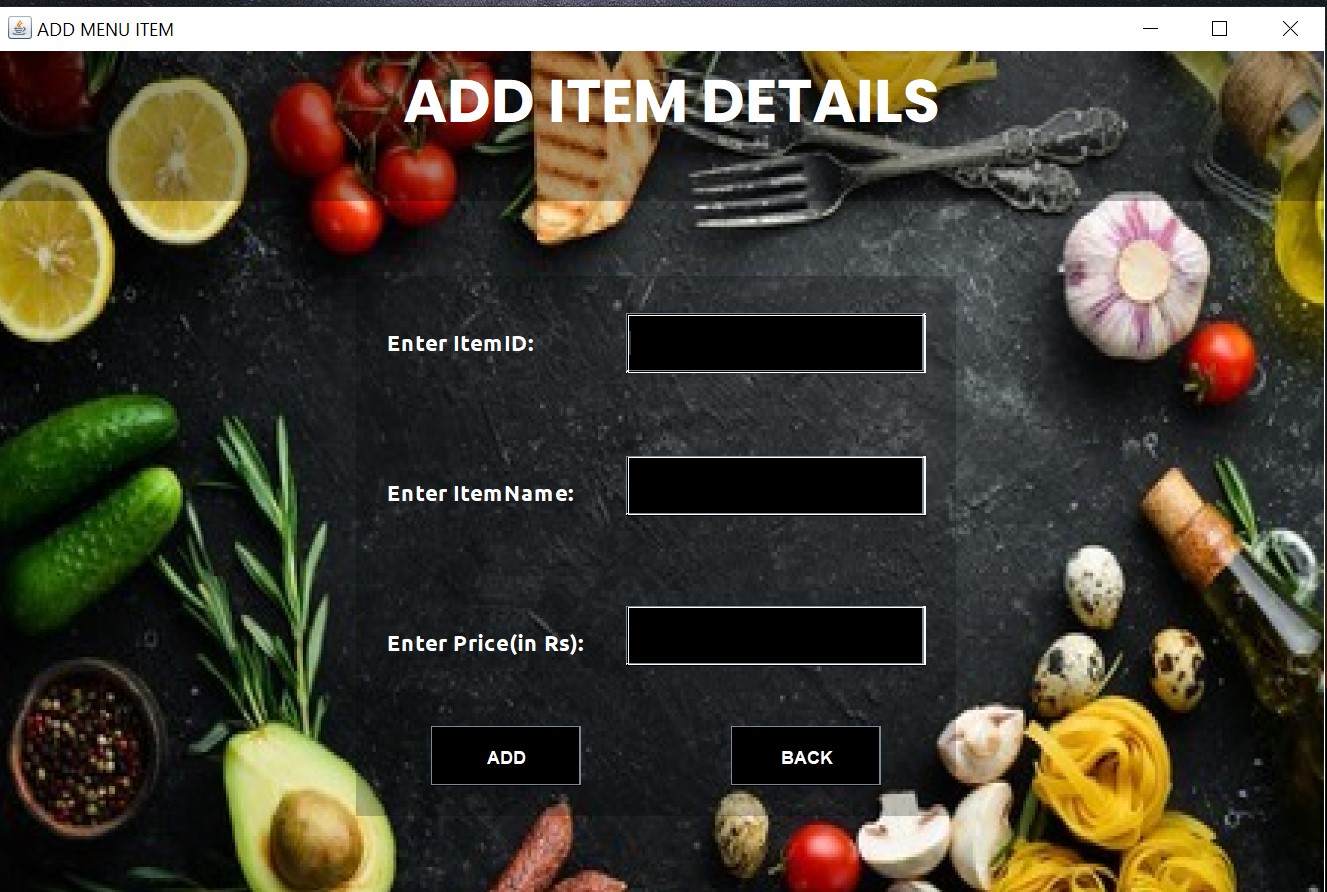 ADD MENU ITEM
ADD ITEM DETAILS
Enter ItemID:
Enter ItemName:
Enter Price(in Rs):
ADD
BACK